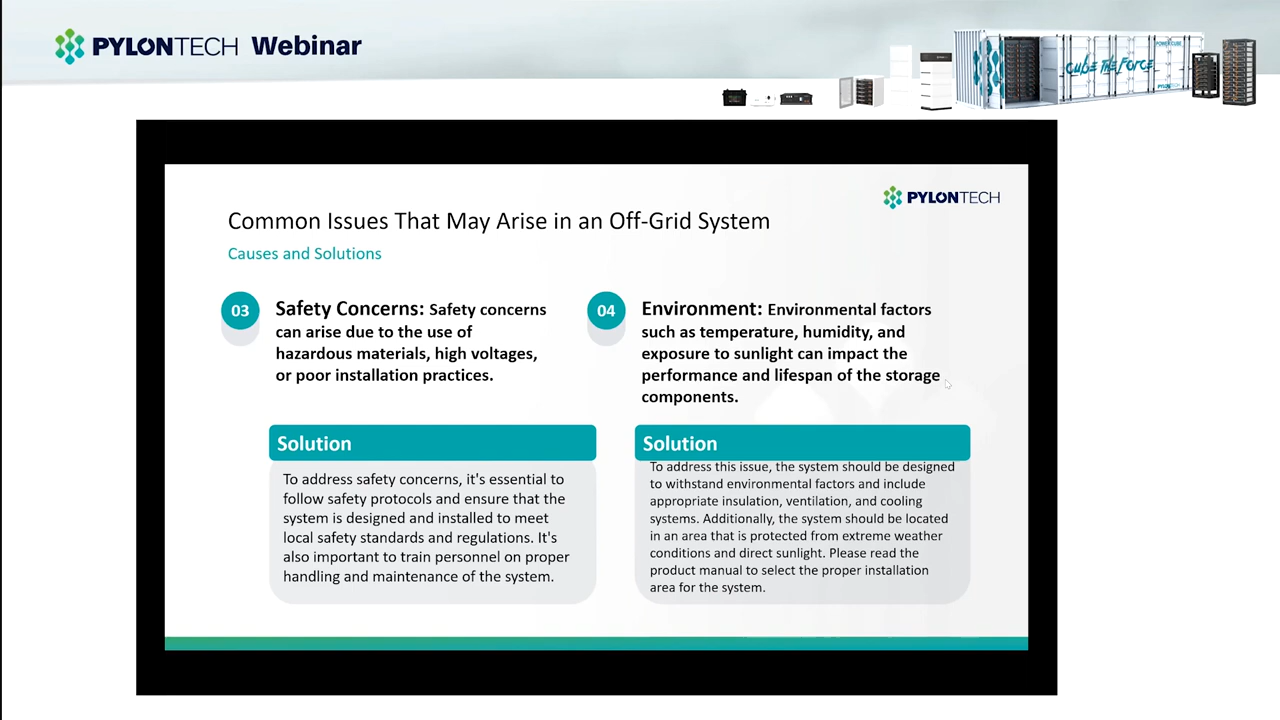 PYLONTECH Webinar
CUBE THE FORCE
POWER CUBE
PYLONTECH
PYLONTECH
Common Issues That May Arise in an Off-Grid System
Causes and Solutions
03
Safety Concerns: Safety concerns
can arise due to the use of
hazardous materials, high voltages,
or poor installation practices.
04
Environment: Environmental factors
such as temperature, humidity, and
exposure to sunlight can impact the
performance and lifespan of the storage
components.
Solution
To address safety concerns, it's essential to
follow safety protocols and ensure that the
system is designed and installed to meet
local safety standards and regulations. It's
also important to train personnel on proper
handling and maintenance of the system.
Solution
To address this issue, the system should be designed
to withstand environmental factors and include
appropriate insulation, ventilation, and cooling
systems. Additionally, the system should be located
in an area that is protected from extreme weather
conditions and direct sunlight. Please read the
product manual to select the proper installation
area for the system.